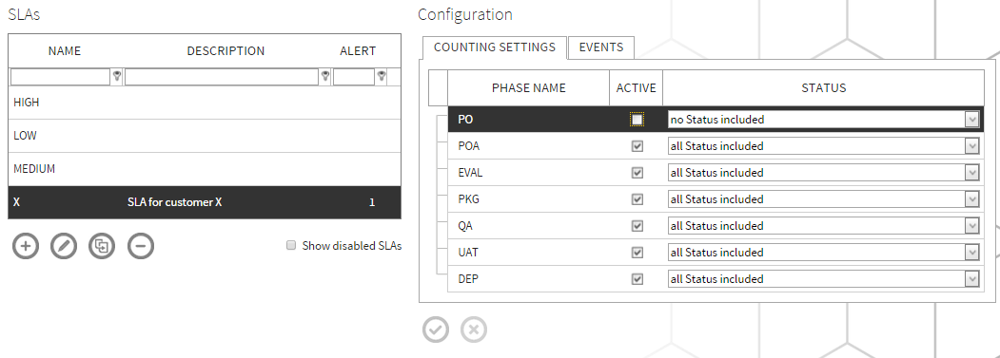 SLAs
NAME DESCRIPTION ALERT
HIGH
LOW
MEDIUM
X SLA for customer X 1
Show disabled SLAs
Configuration
COUNTING SETTINGS EVENTS
PHASE NAME ACTIVE STATUS
PO no Status included
POA all Status included
EVAL all Status included
PKG all Status included
QA all Status included
UAT all Status included
DEP all Status included